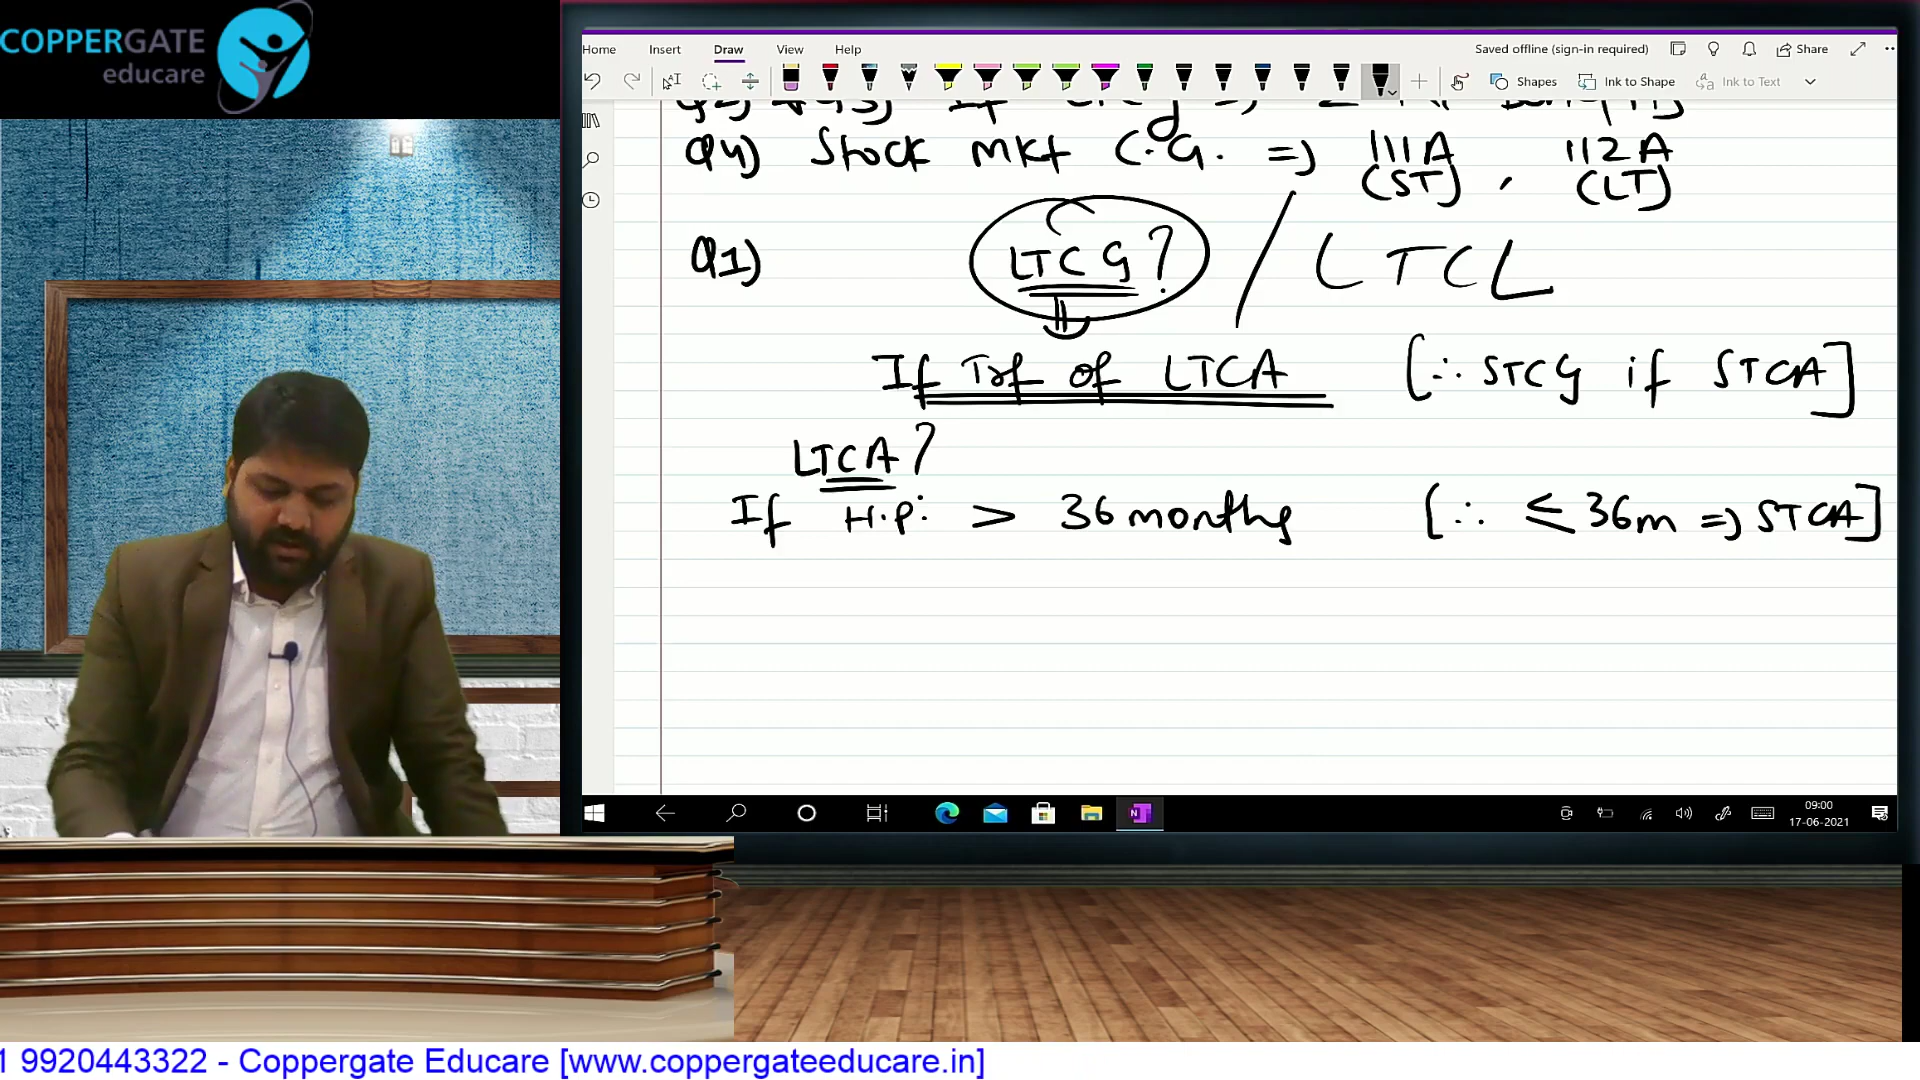 COPPERGATE
educare
Home Insert Draw View Help
Saved offline (sign-in required) Share
Shapes Ink to Shape Ink to Text
Q4) Stock Mkt C.G. => 111A (ST) , 112A (LT)
Q1) LTCG? / LTCL
If Trf of LTCA [∴ STCG if STCA]
LTCA?
If H.P. > 36 months [∴ ≤ 36m => STCA]
09:00
17-06-2021
1 9920443322 - Coppergate Educare [www.coppergateeducare.in]